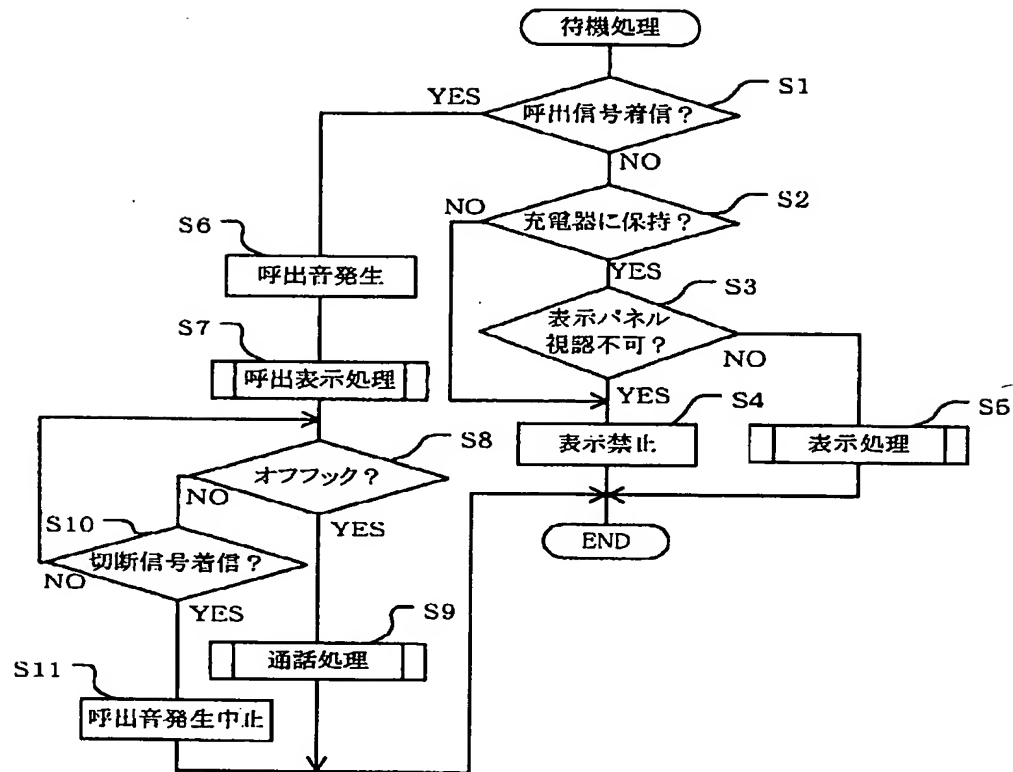 待機処理
S1
YES
呼出信号着信?
NO
S2
NO
充電器に保持?
S6
YES
S3
呼出音発生
表示パネル
視認不可?
NO
S7
YES
S4
S5
呼出表示処理
S8
表示禁止
表示処理
オフフック?
NO
S10
YES
END
切断信号着信?
NO
YES
S9
通話処理
S11
呼出音発生中止